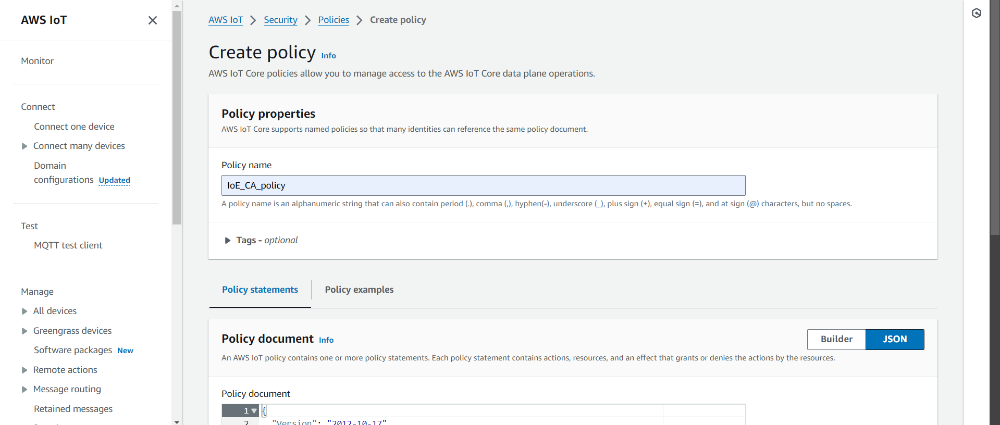 AWS IoT
Monitor
Connect
Connect one device
Connect many devices
Domain
configurations Updated
Test
MQTT test client
Manage
All devices
Greengrass devices
Software packages New
Remote actions
Message routing
Retained messages
AWS IoT > Security > Policies > Create policy
Create policy Info
AWS IoT Core policies allow you to manage access to the AWS IoT Core data plane operations.
Policy properties
AWS IoT Core supports named policies so that many identities can reference the same policy document.
Policy name
IoE_CA_policy
A policy name is an alphanumeric string that can also contain period (.), comma (,), hyphen(-), underscore (_), plus sign (+), equal sign (=), and at sign (@) characters, but no spaces.
Tags - optional
Policy statements Policy examples
Policy document Info
Builder JSON
An AWS IoT policy contains one or more policy statements. Each policy statement contains actions, resources, and an effect that grants or denies the actions by the resources.
Policy document
1 {
2 "Version": "2012-10-17"